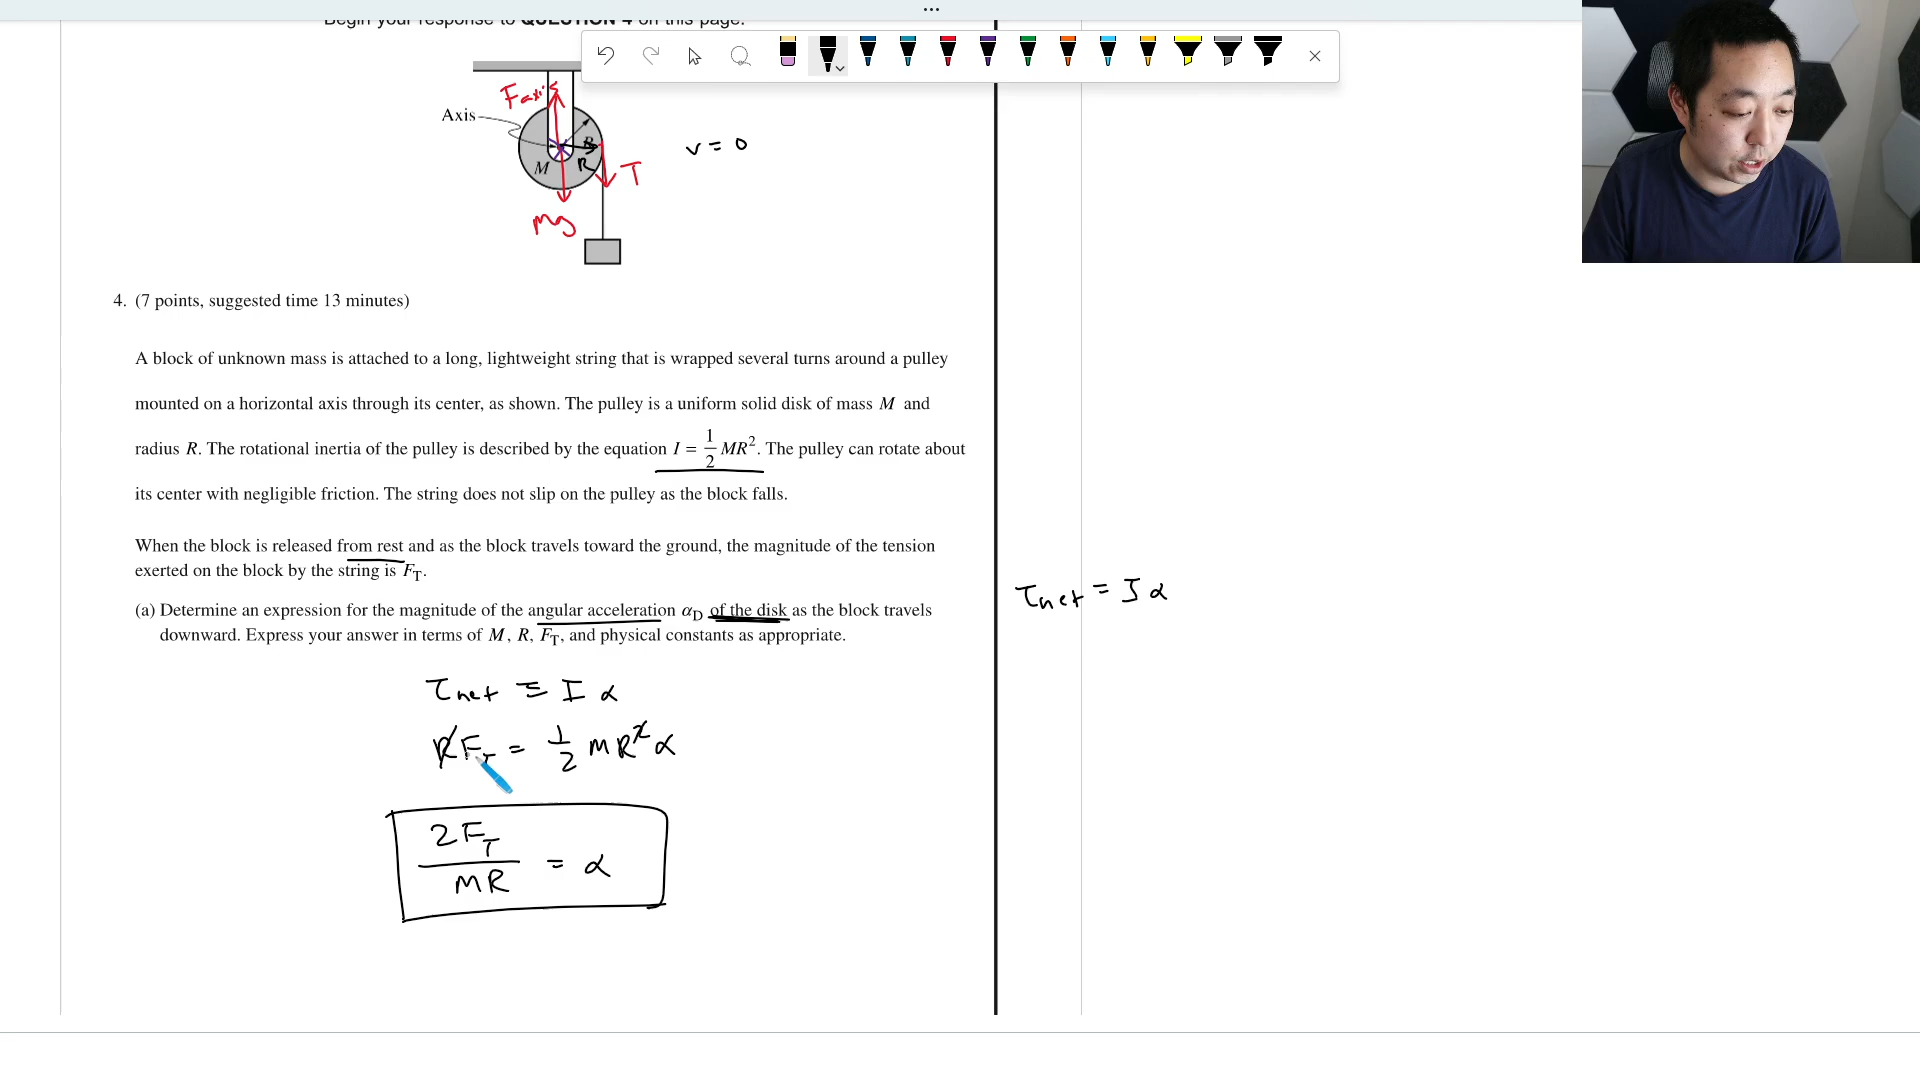 Begin your response to QUESTION 4 on this page.
Axis
F axis
R
M
R
T
Mg
v = 0
4. (7 points, suggested time 13 minutes)
A block of unknown mass is attached to a long, lightweight string that is wrapped several turns around a pulley
mounted on a horizontal axis through its center, as shown. The pulley is a uniform solid disk of mass M and
radius R. The rotational inertia of the pulley is described by the equation I = 1/2 MR². The pulley can rotate about
its center with negligible friction. The string does not slip on the pulley as the block falls.
When the block is released from rest and as the block travels toward the ground, the magnitude of the tension
exerted on the block by the string is F_T.
(a) Determine an expression for the magnitude of the angular acceleration α_D of the disk as the block travels
downward. Express your answer in terms of M, R, F_T, and physical constants as appropriate.
τnet = Iα
τnet = I α
RF_T = 1/2 MR² α
2F_T/MR = α